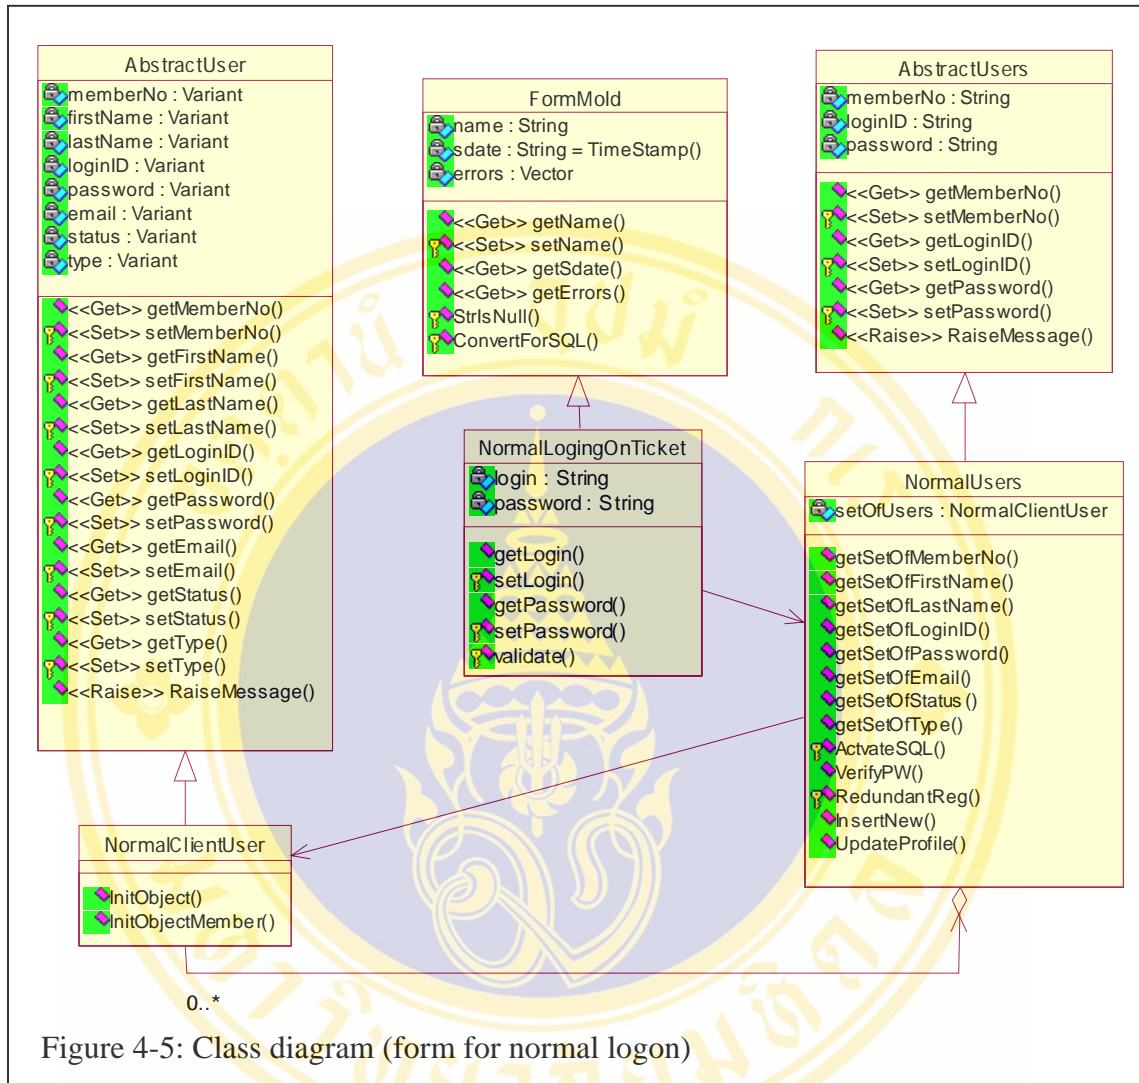 AbstractUser
memberNo : Variant
firstName : Variant
lastName : Variant
loginID : Variant
password : Variant
email : Variant
status : Variant
type : Variant
<<Get>> getMemberNo()
<<Set>> setMemberNo()
<<Get>> getFirstName()
<<Set>> setFirstName()
<<Get>> getLastName()
<<Set>> setLastName()
<<Get>> getLoginID()
<<Set>> setLoginID()
<<Get>> getPassword()
<<Set>> setPassword()
<<Get>> getEmail()
<<Set>> setEmail()
<<Get>> getStatus()
<<Set>> setStatus()
<<Get>> getType()
<<Set>> setType()
<<Raise>> RaiseMessage()
FormMold
name : String
sdate : String = TimeStamp()
errors : Vector
<<Get>> getName()
<<Set>> setName()
<<Get>> getSdate()
<<Get>> getErrors()
StrIsNull()
ConvertForSQL()
AbstractUsers
memberNo : String
loginID : String
password : String
<<Get>> getMemberNo()
<<Set>> setMemberNo()
<<Get>> getLoginID()
<<Set>> setLoginID()
<<Get>> getPassword()
<<Set>> setPassword()
<<Raise>> RaiseMessage()
NormalLogingOnTicket
login : String
password : String
getLogin()
setLogin()
getPassword()
setPassword()
validate()
NormalUsers
setOfUsers : NormalClientUser
getSetOfMemberNo()
getSetOfFirstName()
getSetOfLastName()
getSetOfLoginID()
getSetOfPassword()
getSetOfEmail()
getSetOfStatus()
getSetOfType()
ActvateSQL()
VerifyPW()
RedundantReg()
InsertNew()
UpdateProfile()
NormalClientUser
InitObject()
InitObjectMember()
0..*
Figure 4-5: Class diagram (form for normal logon)